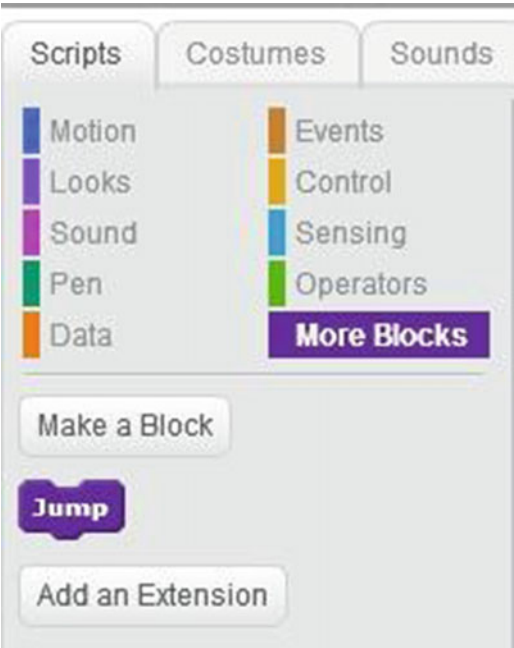 Scripts Costumes Sounds
Motion Events
Looks Control
Sound Sensing
Pen Operators
Data More Blocks
Make a Block
Jump
Add an Extension